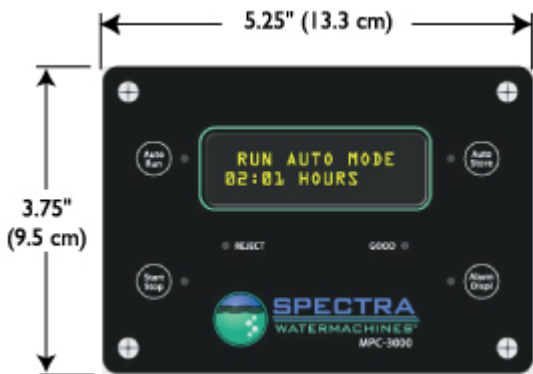 5.25" (13.3 cm)
3.75"
(9.5 cm)
Auto
Run
RUN AUTO MODE
02:01 HOURS
Auto
Store
REJECT
GOOD
Start
Stop
Alarm
Displ
SPECTRA
WATERMACHINES
MPC-3000